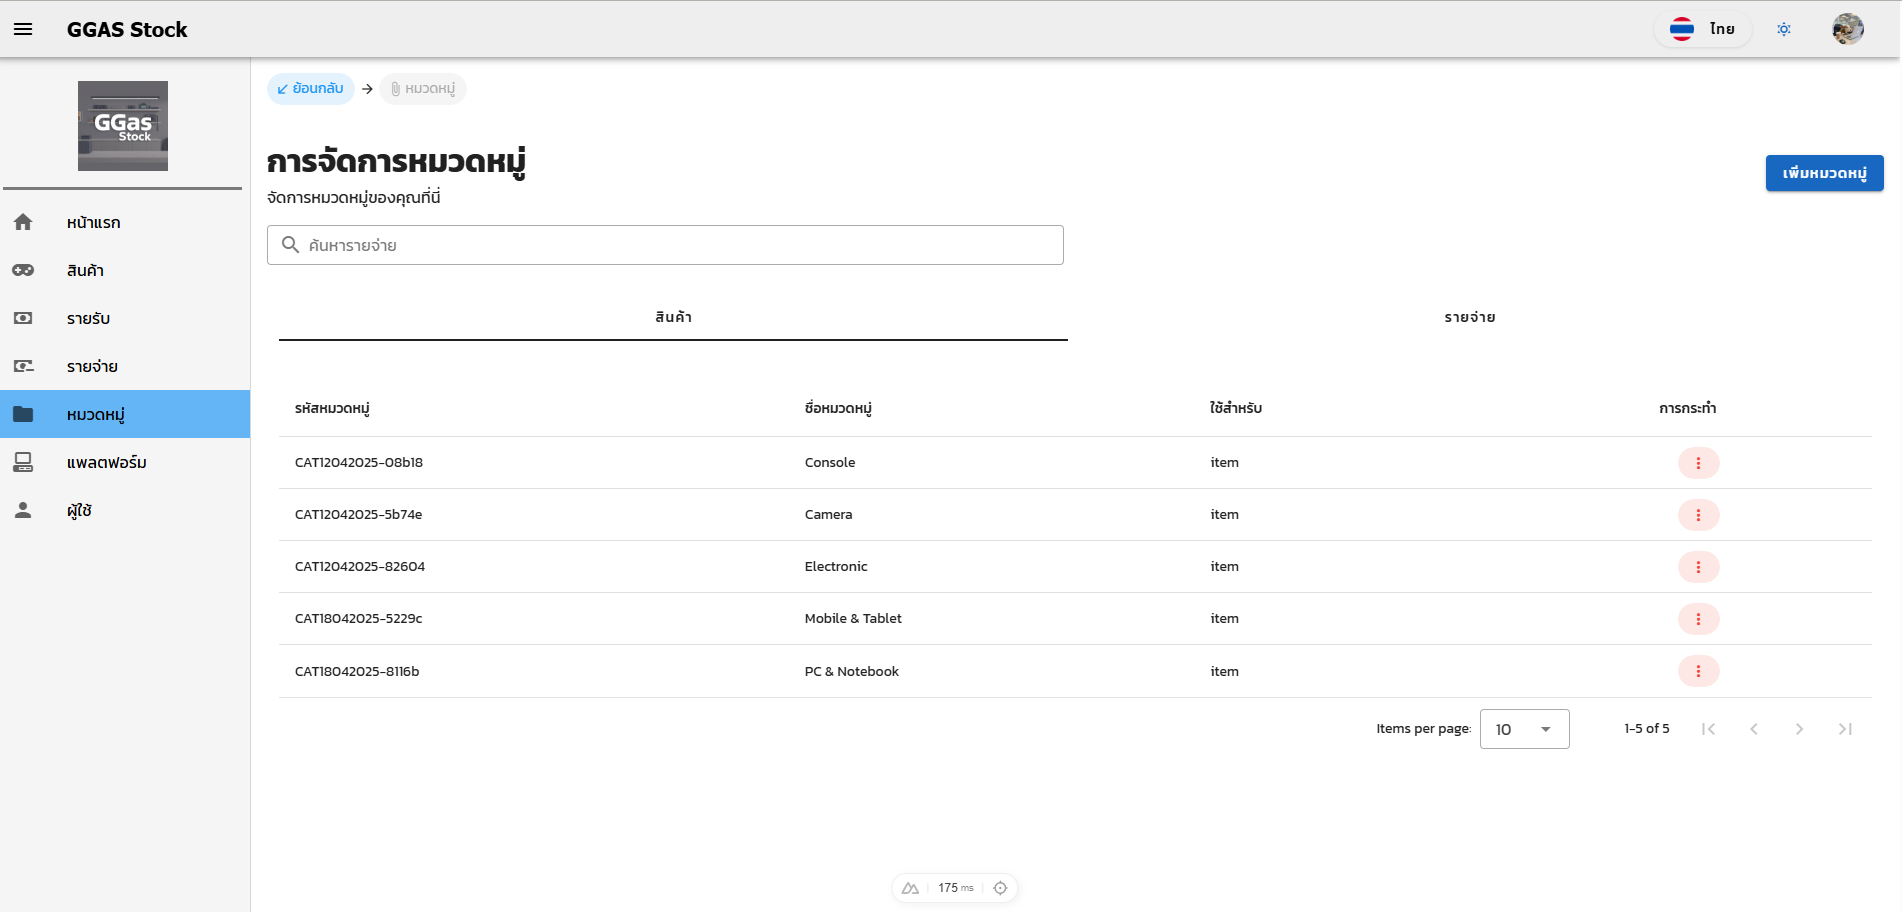 GGAS Stock
ไทย
GGas
Stock
หน้าแรก
สินค้า
รายรับ
รายจ่าย
หมวดหมู่
แพลตฟอร์ม
ผู้ใช้
ย้อนกลับ
หมวดหมู่
การจัดการหมวดหมู่
จัดการหมวดหมู่ของคุณที่นี่
เพิ่มหมวดหมู่
ค้นหารายจ่าย
สินค้า รายจ่าย
รหัสหมวดหมู่ ชื่อหมวดหมู่ ใช้สำหรับ การกระทำ
CAT12042025-08b18 Console item
CAT12042025-5b74e Camera item
CAT12042025-82604 Electronic item
CAT18042025-5229c Mobile & Tablet item
CAT18042025-8116b PC & Notebook item
Items per page: 10 1-5 of 5
175 ms